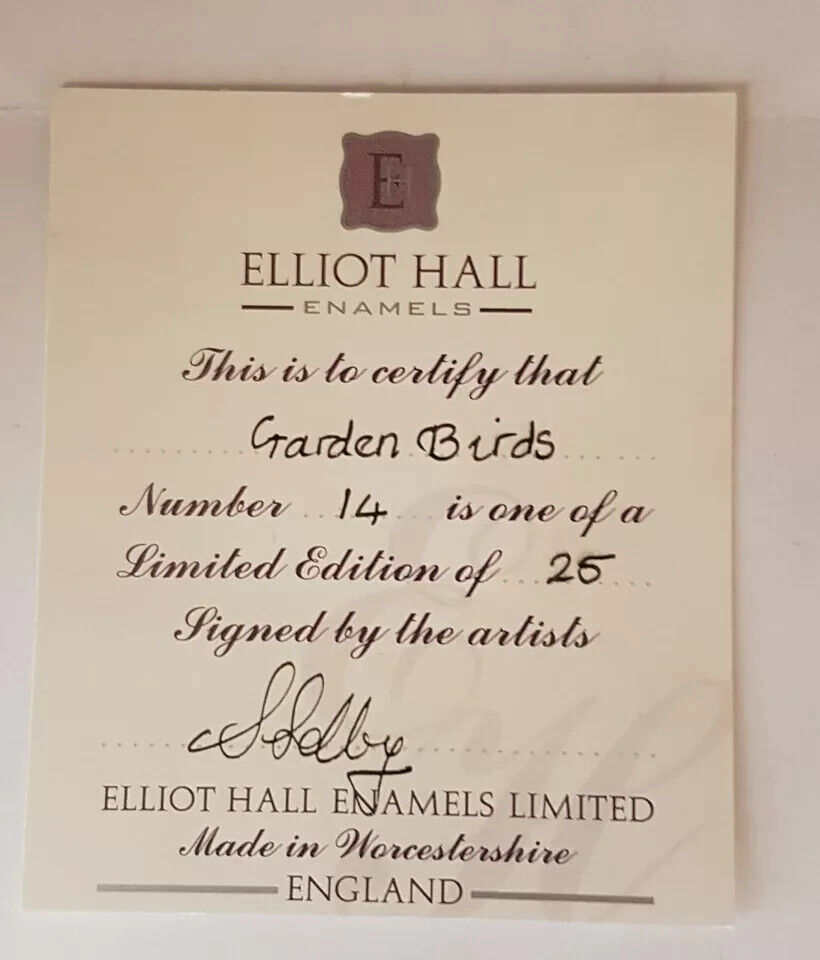 EH
ELLIOT HALL
ENAMELS
This is to certify that
Garden Birds
Number 14 is one of a
Limited Edition of 25
Signed by the artists
ELLIOT HALL ENAMELS LIMITED
Made in Worcestershire
ENGLAND